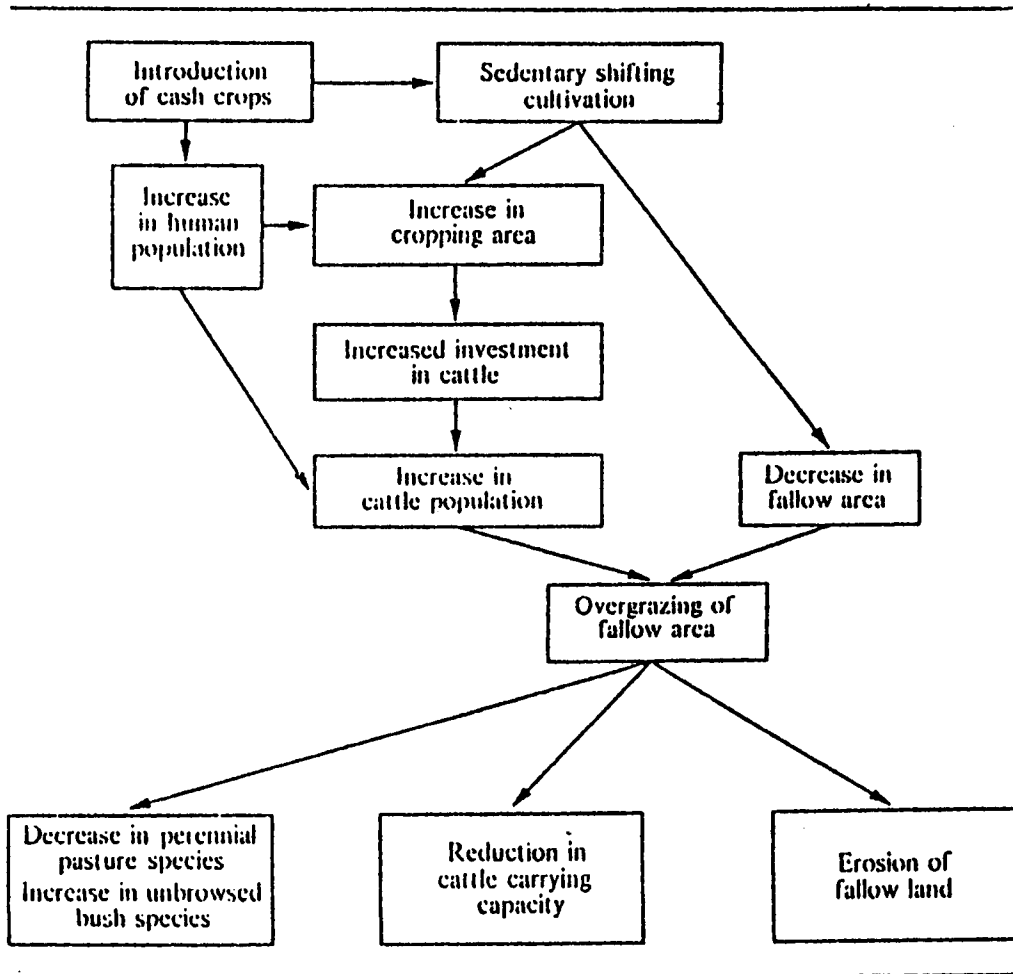 Introduction
of cash crops
Sedentary shifting
cultivation
Increase
in human
population
Increase in
cropping area
Increased investment
in cattle
Increase in
cattle population
Decrease in
fallow area
Overgrazing of
fallow area
Decrease in perennial
pasture species
Increase in unbrowsed
bush species
Reduction in
cattle carrying
capacity
Erosion of
fallow land